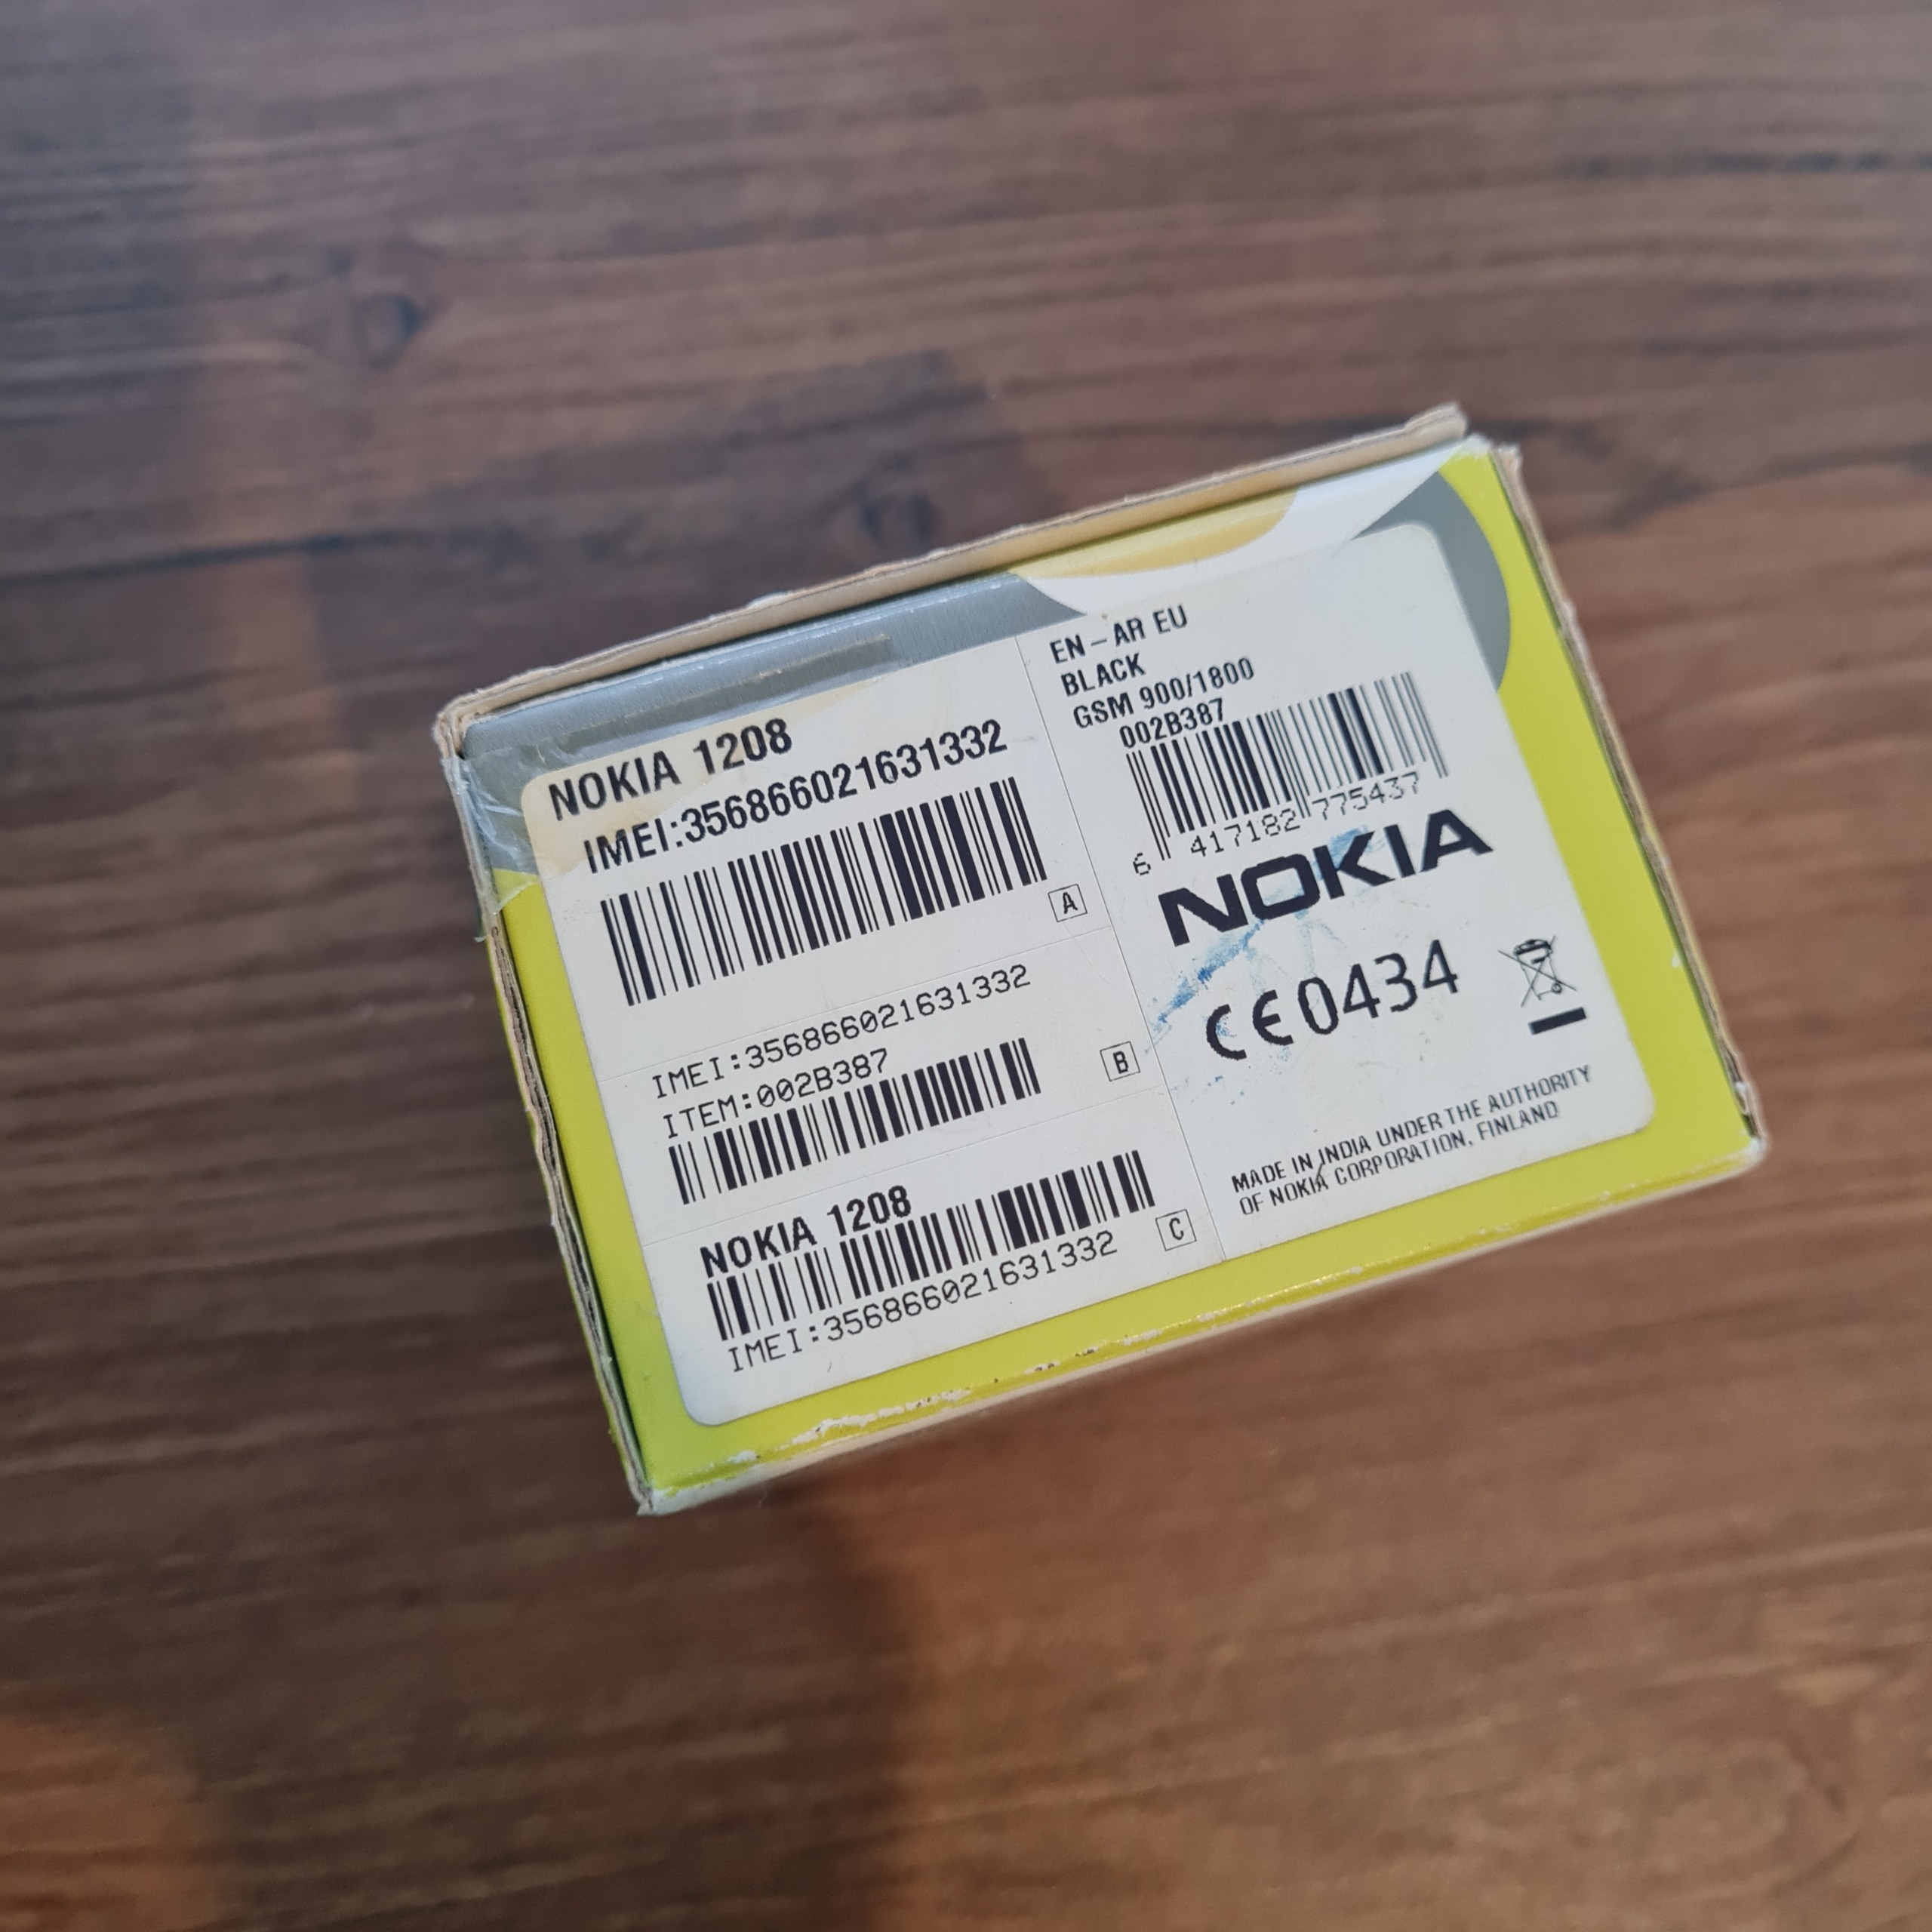 NOKIA 1208
IMEI:356866021631332
A
IMEI:356866021631332
ITEM:002B387
B
NOKIA 1208
IMEI:356866021631332
C
EN-AR EU
BLACK
GSM 900/1800
002B387
6 417182 775437
NOKIA
CE0434
MADE IN INDIA UNDER THE AUTHORITY
OF NOKIA CORPORATION, FINLAND